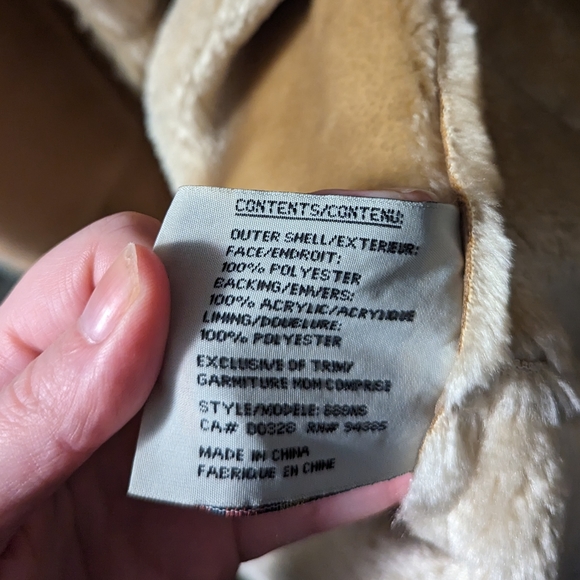 CONTENTS/CONTENU:
OUTER SHELL/EXTERIEUR:
FACE/ENDROIT:
100% POLYESTER
BACKING/ENVERS:
100% ACRYLIC/ACRYLIQUE
LINING/DOUBLURE:
100% POLYESTER
EXCLUSIVE OF TRIM/
GARNITURE NON COMPRISE
STYLE/MODELE: 888NS
CA# 00328 RN# 94385
MADE IN CHINA
FABRIQUE EN CHINE